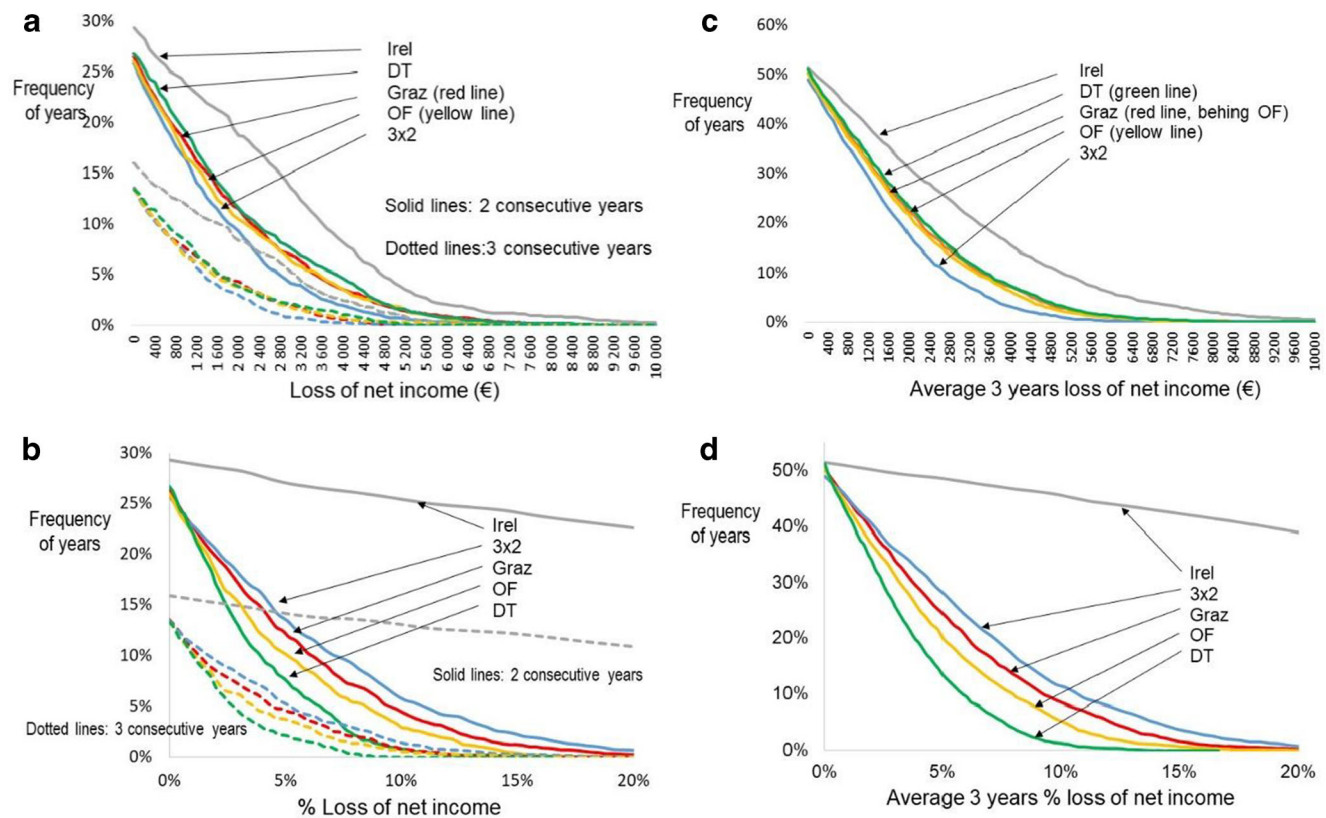 a
30%
25%
20%
15%
10%
5%
0%
Frequency
of years
Irel
DT
Graz (red line)
OF (yellow line)
3x2
Solid lines: 2 consecutive years
Dotted lines:3 consecutive years
0 400 800 1 200 1 600 2 000 2 400 2 800 3 200 3 600 4 000 4 400 4 800 5 200 5 600 6 000 6 400 6 800 7 200 7 600 8 000 8 400 8 800 9 200 9 600 10 000
Loss of net income (€)
c
60%
50%
40%
30%
20%
10%
0%
Frequency
of years
Irel
DT (green line)
Graz (red line, behing OF)
OF (yellow line)
3x2
0 400 800 1200 1600 2000 2400 2800 3200 3600 4000 4400 4800 5200 5600 6000 6400 6800 7200 7600 8000 8400 8800 9200 9600 10000
Average 3 years loss of net income (€)
b
30%
25%
20%
15%
10%
5%
0%
Frequency
of years
Irel
3x2
Graz
OF
DT
Solid lines: 2 consecutive years
Dotted lines: 3 consecutive years
0% 5% 10% 15% 20%
% Loss of net income
d
50%
40%
30%
20%
10%
0%
Frequency
of years
Irel
3x2
Graz
OF
DT
0% 5% 10% 15% 20%
Average 3 years % loss of net income